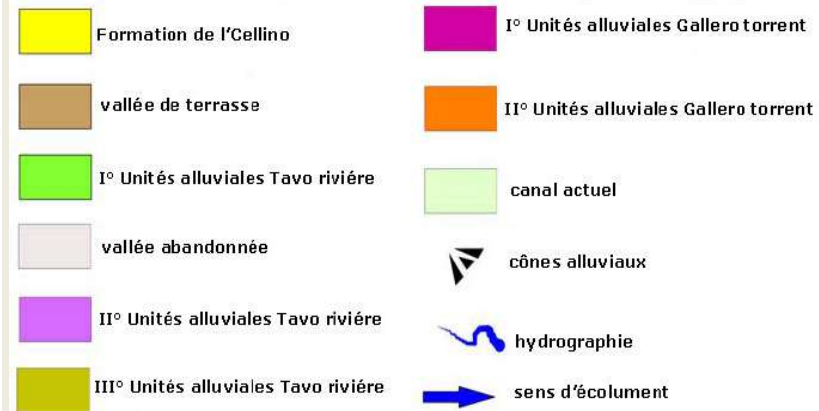 Formation de l'Cellino
vallée de terrasse
I° Unités alluviales Tavo riviére
vallée abandonnée
II° Unités alluviales Tavo riviére
III° Unités alluviales Tavo riviére
I° Unités alluviales Gallero torrent
II° Unités alluviales Gallero torrent
canal actuel
cônes alluviaux
hydrographie
sens d'écolument